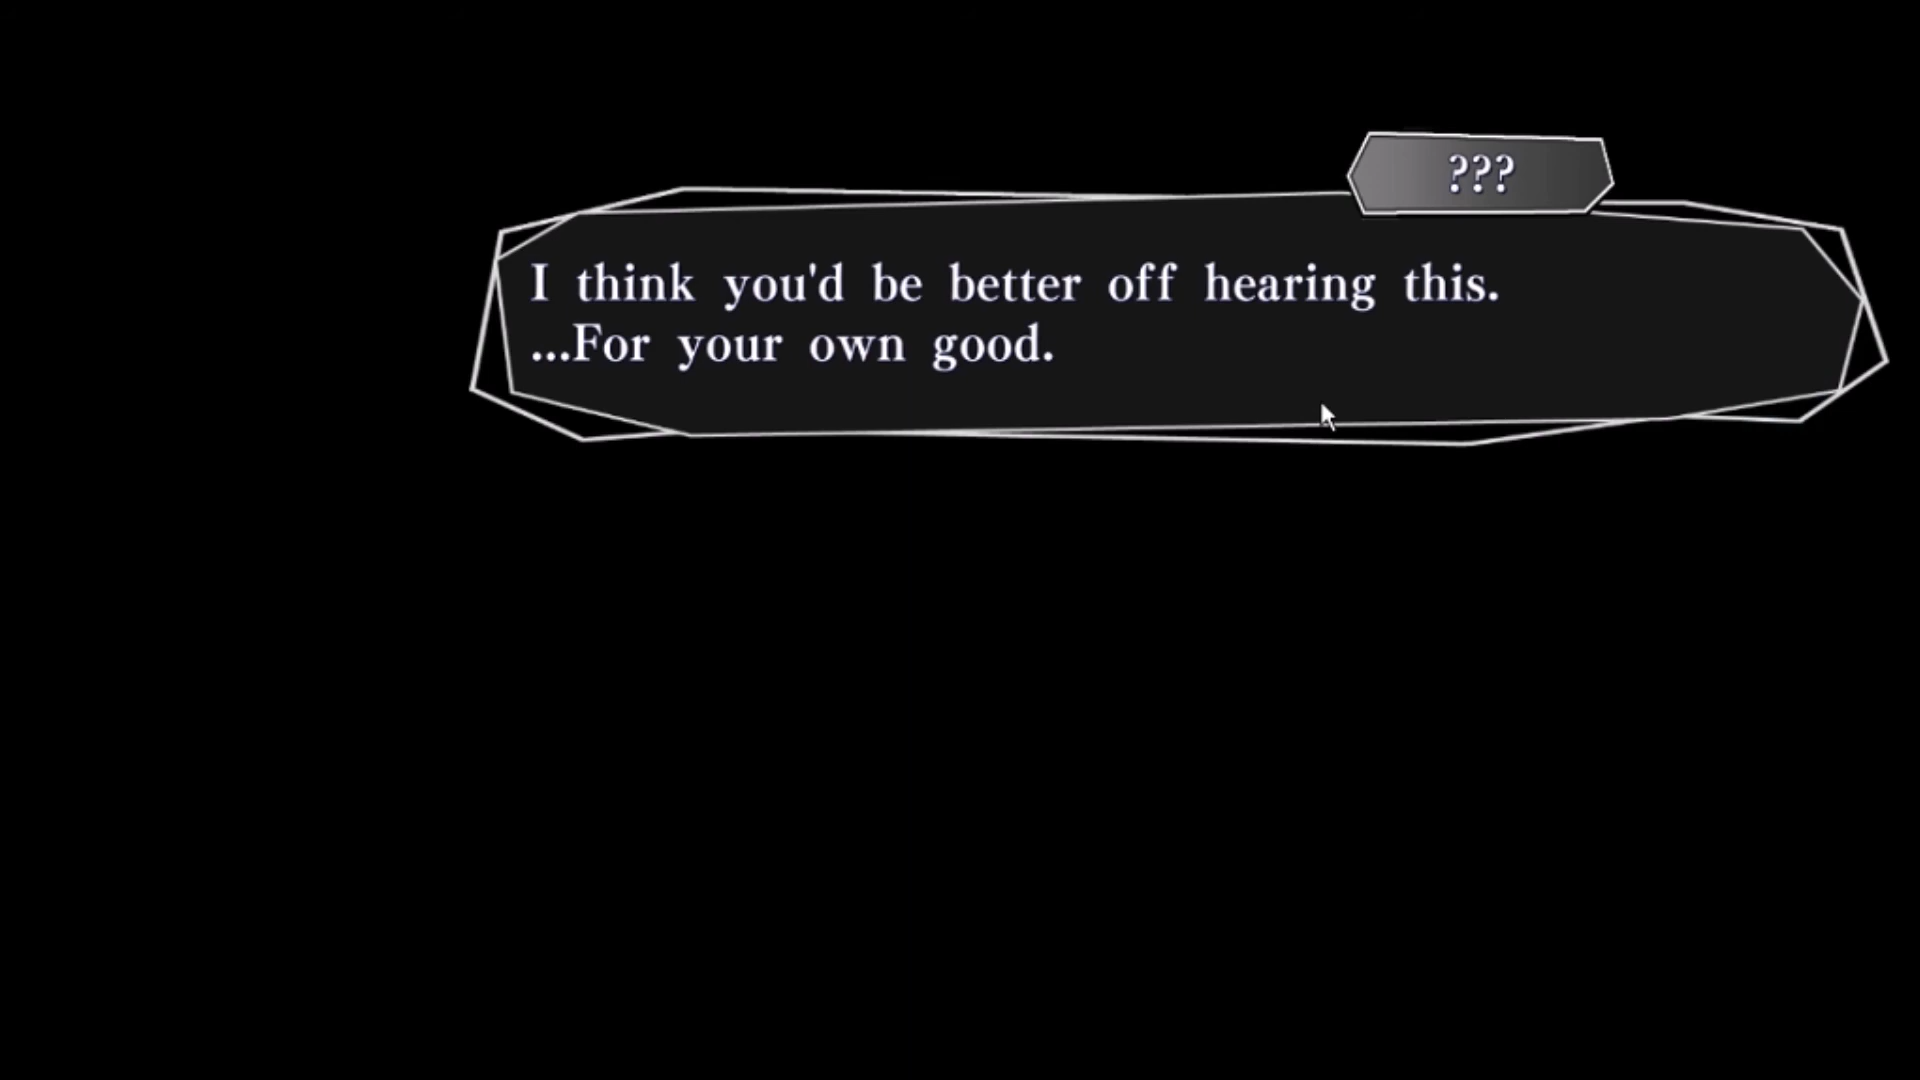 ???
I think you'd be better off hearing this.
...For your own good.